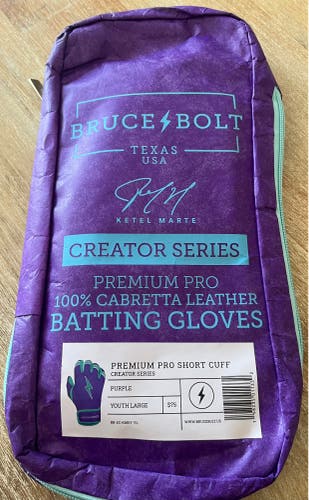 BRUCE BOLT
TEXAS
USA
KETEL MARTE
CREATOR SERIES
PREMIUM PRO
100% CABRETTA LEATHER
BATTING GLOVES
PREMIUM PRO SHORT CUFF
CREATOR SERIES
PURPLE
YOUTH LARGE